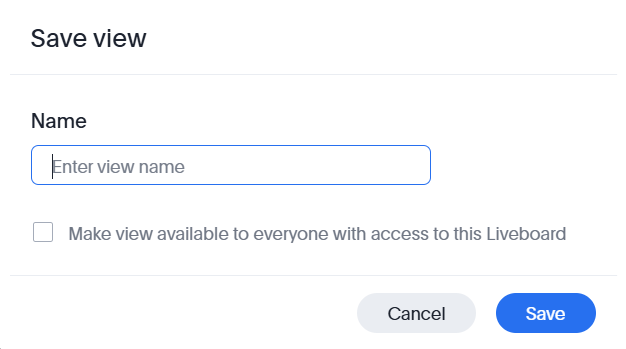 Save view
Name
Enter view name
Make view available to everyone with access to this Liveboard
Cancel
Save